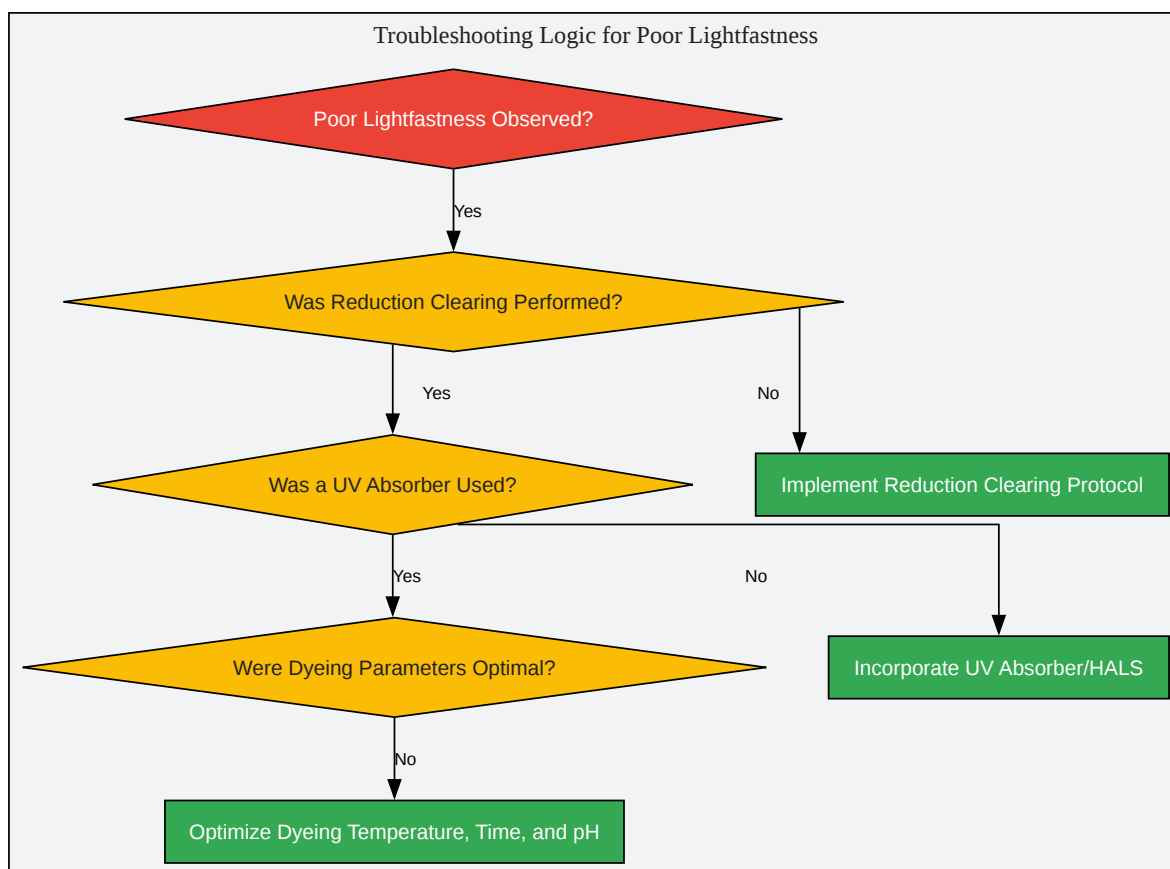 Troubleshooting Logic for Poor Lightfastness
Poor Lightfastness Observed?
Yes
Was Reduction Clearing Performed?
Yes
No
Was a UV Absorber Used?
Implement Reduction Clearing Protocol
Yes
No
Were Dyeing Parameters Optimal?
Incorporate UV Absorber/HALS
No
Optimize Dyeing Temperature, Time, and pH